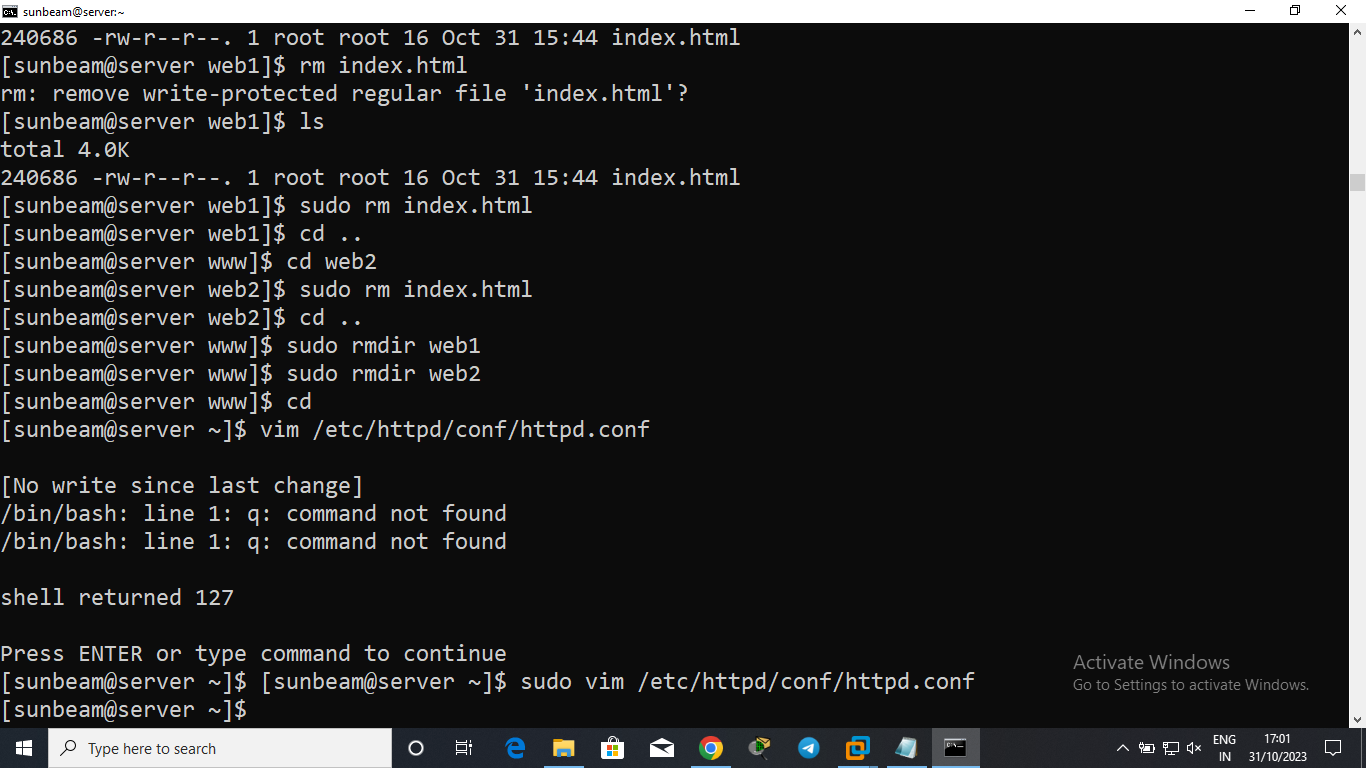 sunbeam@server:~
240686 -rw-r--r--. 1 root root 16 Oct 31 15:44 index.html
[sunbeam@server web1]$ rm index.html
rm: remove write-protected regular file 'index.html'?
[sunbeam@server web1]$ ls
total 4.0K
240686 -rw-r--r--. 1 root root 16 Oct 31 15:44 index.html
[sunbeam@server web1]$ sudo rm index.html
[sunbeam@server web1]$ cd ..
[sunbeam@server www]$ cd web2
[sunbeam@server web2]$ sudo rm index.html
[sunbeam@server web2]$ cd ..
[sunbeam@server www]$ sudo rmdir web1
[sunbeam@server www]$ sudo rmdir web2
[sunbeam@server www]$ cd
[sunbeam@server ~]$ vim /etc/httpd/conf/httpd.conf
[No write since last change]
/bin/bash: line 1: q: command not found
/bin/bash: line 1: q: command not found
shell returned 127
Press ENTER or type command to continue
[sunbeam@server ~]$ [sunbeam@server ~]$ sudo vim /etc/httpd/conf/httpd.conf
[sunbeam@server ~]$
Activate Windows
Go to Settings to activate Windows.
Type here to search
ENG
IN
17:01
31/10/2023